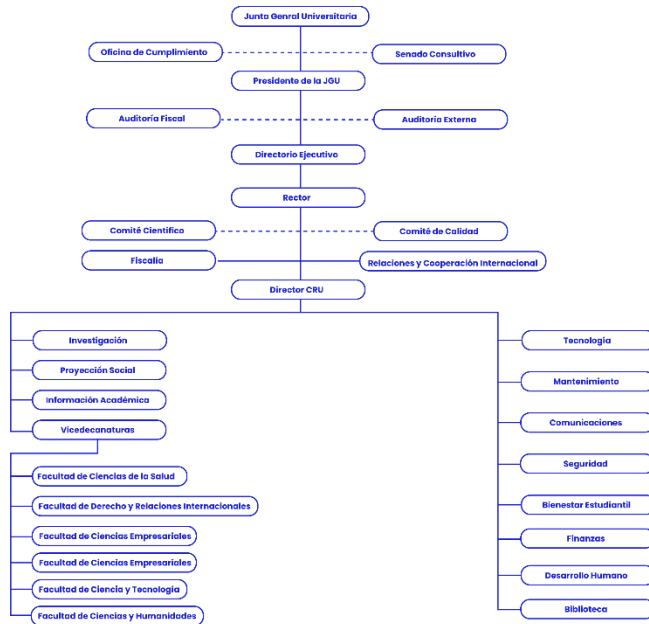 Junta Genral Universitaria
Oficina de Cumplimiento
Senado Consultivo
Presidente de la JGU
Auditoría Fiscal
Auditoría Externa
Directorio Ejecutivo
Rector
Comité Científico
Comité de Calidad
Fiscalía
Relaciones y Cooperación Internacional
Director CRU
Investigación
Proyección Social
Información Académica
Vicedecanaturas
Facultad de Ciencias de la Salud
Facultad de Derecho y Relaciones Internacionales
Facultad de Ciencias Empresariales
Facultad de Ciencias Empresariales
Facultad de Ciencia y Tecnología
Facultad de Ciencias y Humanidades
Tecnología
Mantenimiento
Comunicaciones
Seguridad
Bienestar Estudiantil
Finanzas
Desarrollo Humano
Biblioteca